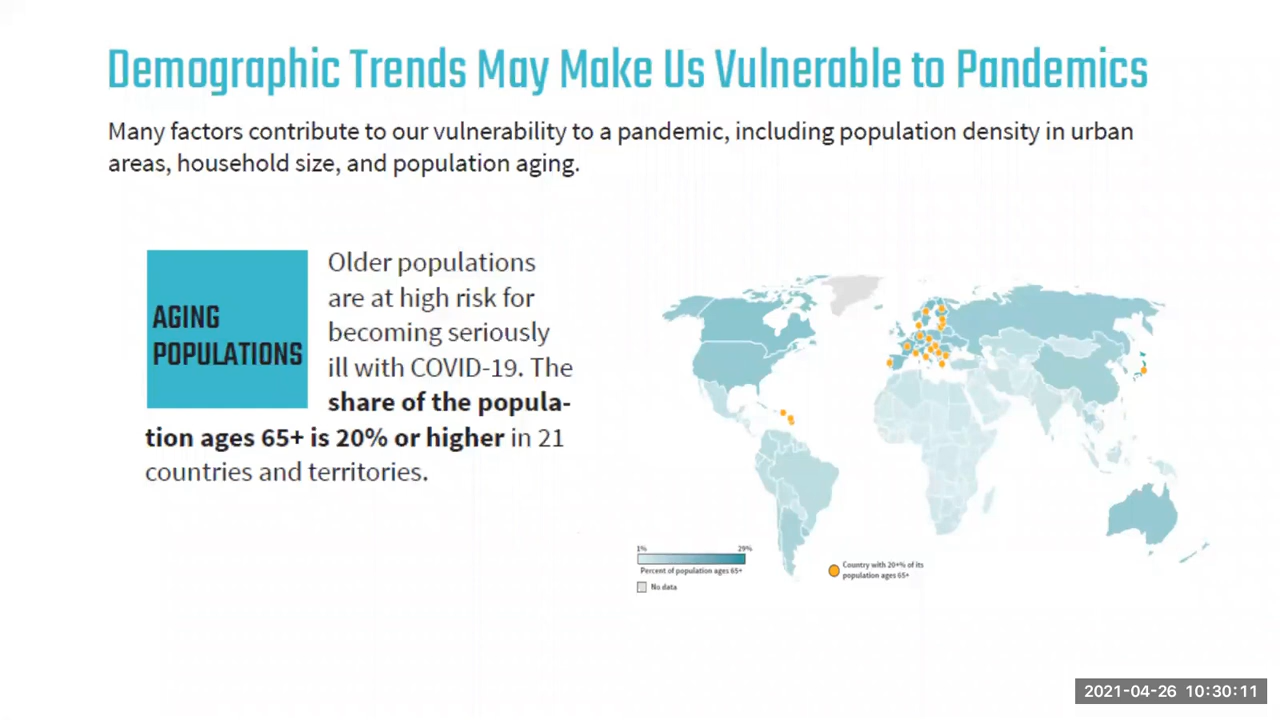 Demographic Trends May Make Us Vulnerable to Pandemics
Many factors contribute to our vulnerability to a pandemic, including population density in urban
areas, household size, and population aging.
AGING
POPULATIONS
Older populations
are at high risk for
becoming seriously
ill with COVID-19. The
share of the popula-
tion ages 65+ is 20% or higher in 21
countries and territories.
1% 29%
Percent of population ages 65+
No data
Country with 20+% of its
population ages 65+
2021-04-26 10:30:11